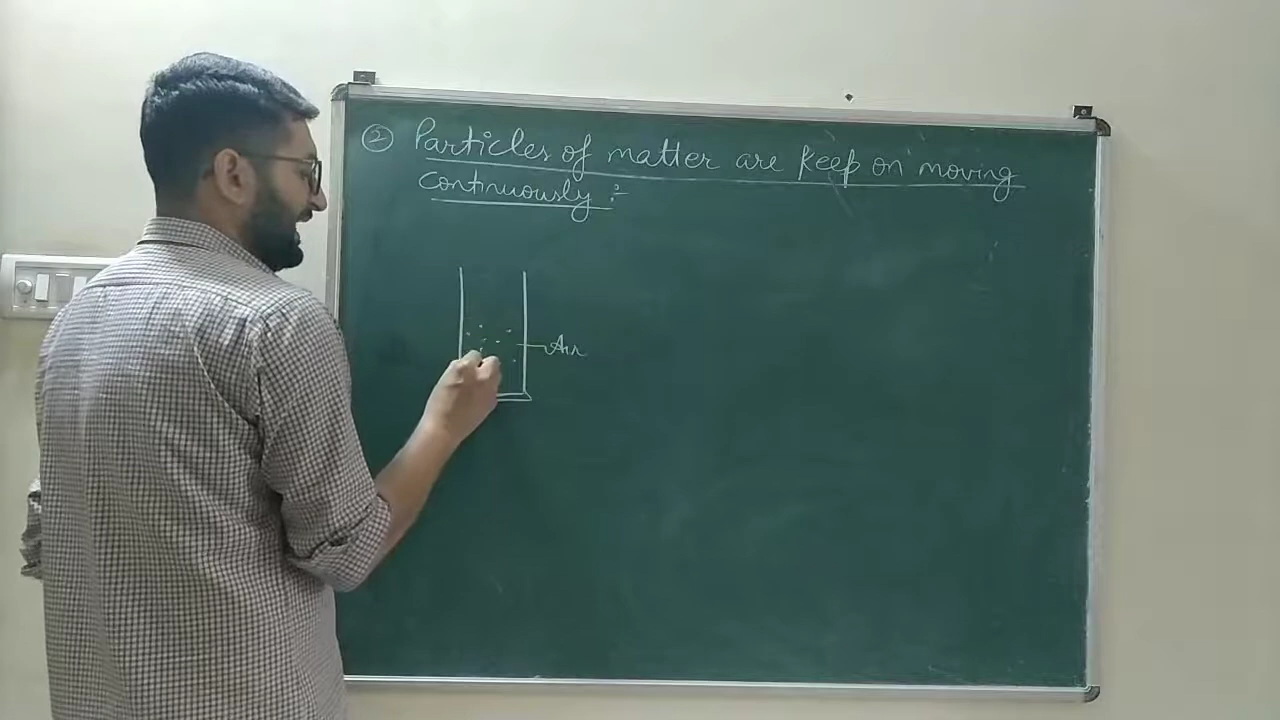 ② Particles of matter are keep on moving
continuously :-
Air